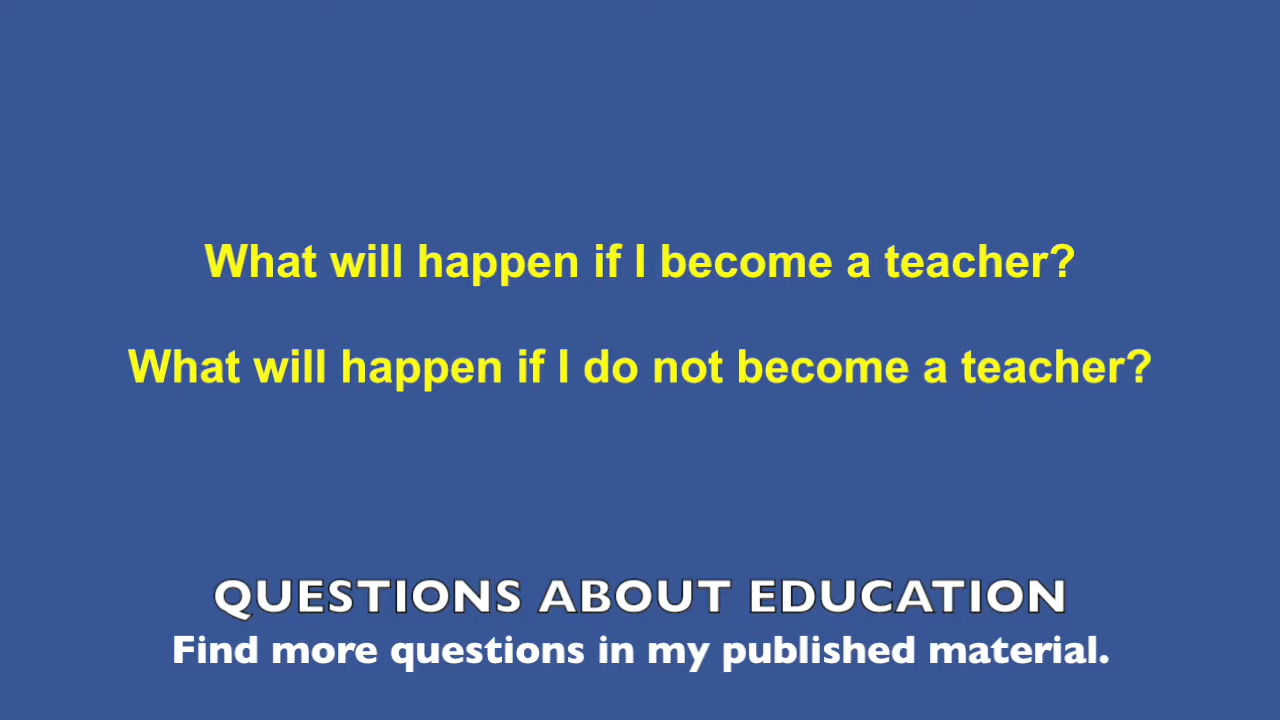 What will happen if I become a teacher?
What will happen if I do not become a teacher?
QUESTIONS ABOUT EDUCATION
Find more questions in my published material.